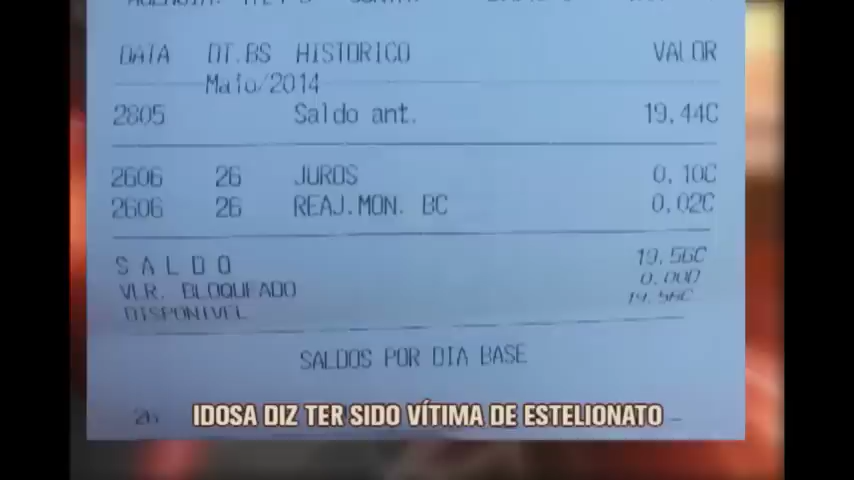 DATA DT.BS HISTORICO VALOR
Maio/2014
2805 Saldo ant. 19,44C
2606 26 JUROS 0,10C
2606 26 REAJ.MON. BC 0,02C
S A L D O 19,56C
VLR. BLOQUEADO 0,00D
DISPONIVEL 19,56C
SALDOS POR DIA BASE
26
IDOSA DIZ TER SIDO VÍTIMA DE ESTELIONATO